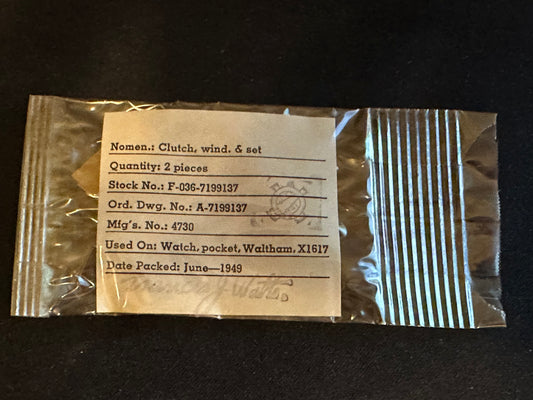 Nomen.: Clutch, wind. & set
Quantity: 2 pieces
Stock No.: F-036-7199137
Ord. Dwg. No.: A-7199137
Mfg's. No.: 4730
Used On: Watch, pocket, Waltham, X1617
Date Packed: June—1949